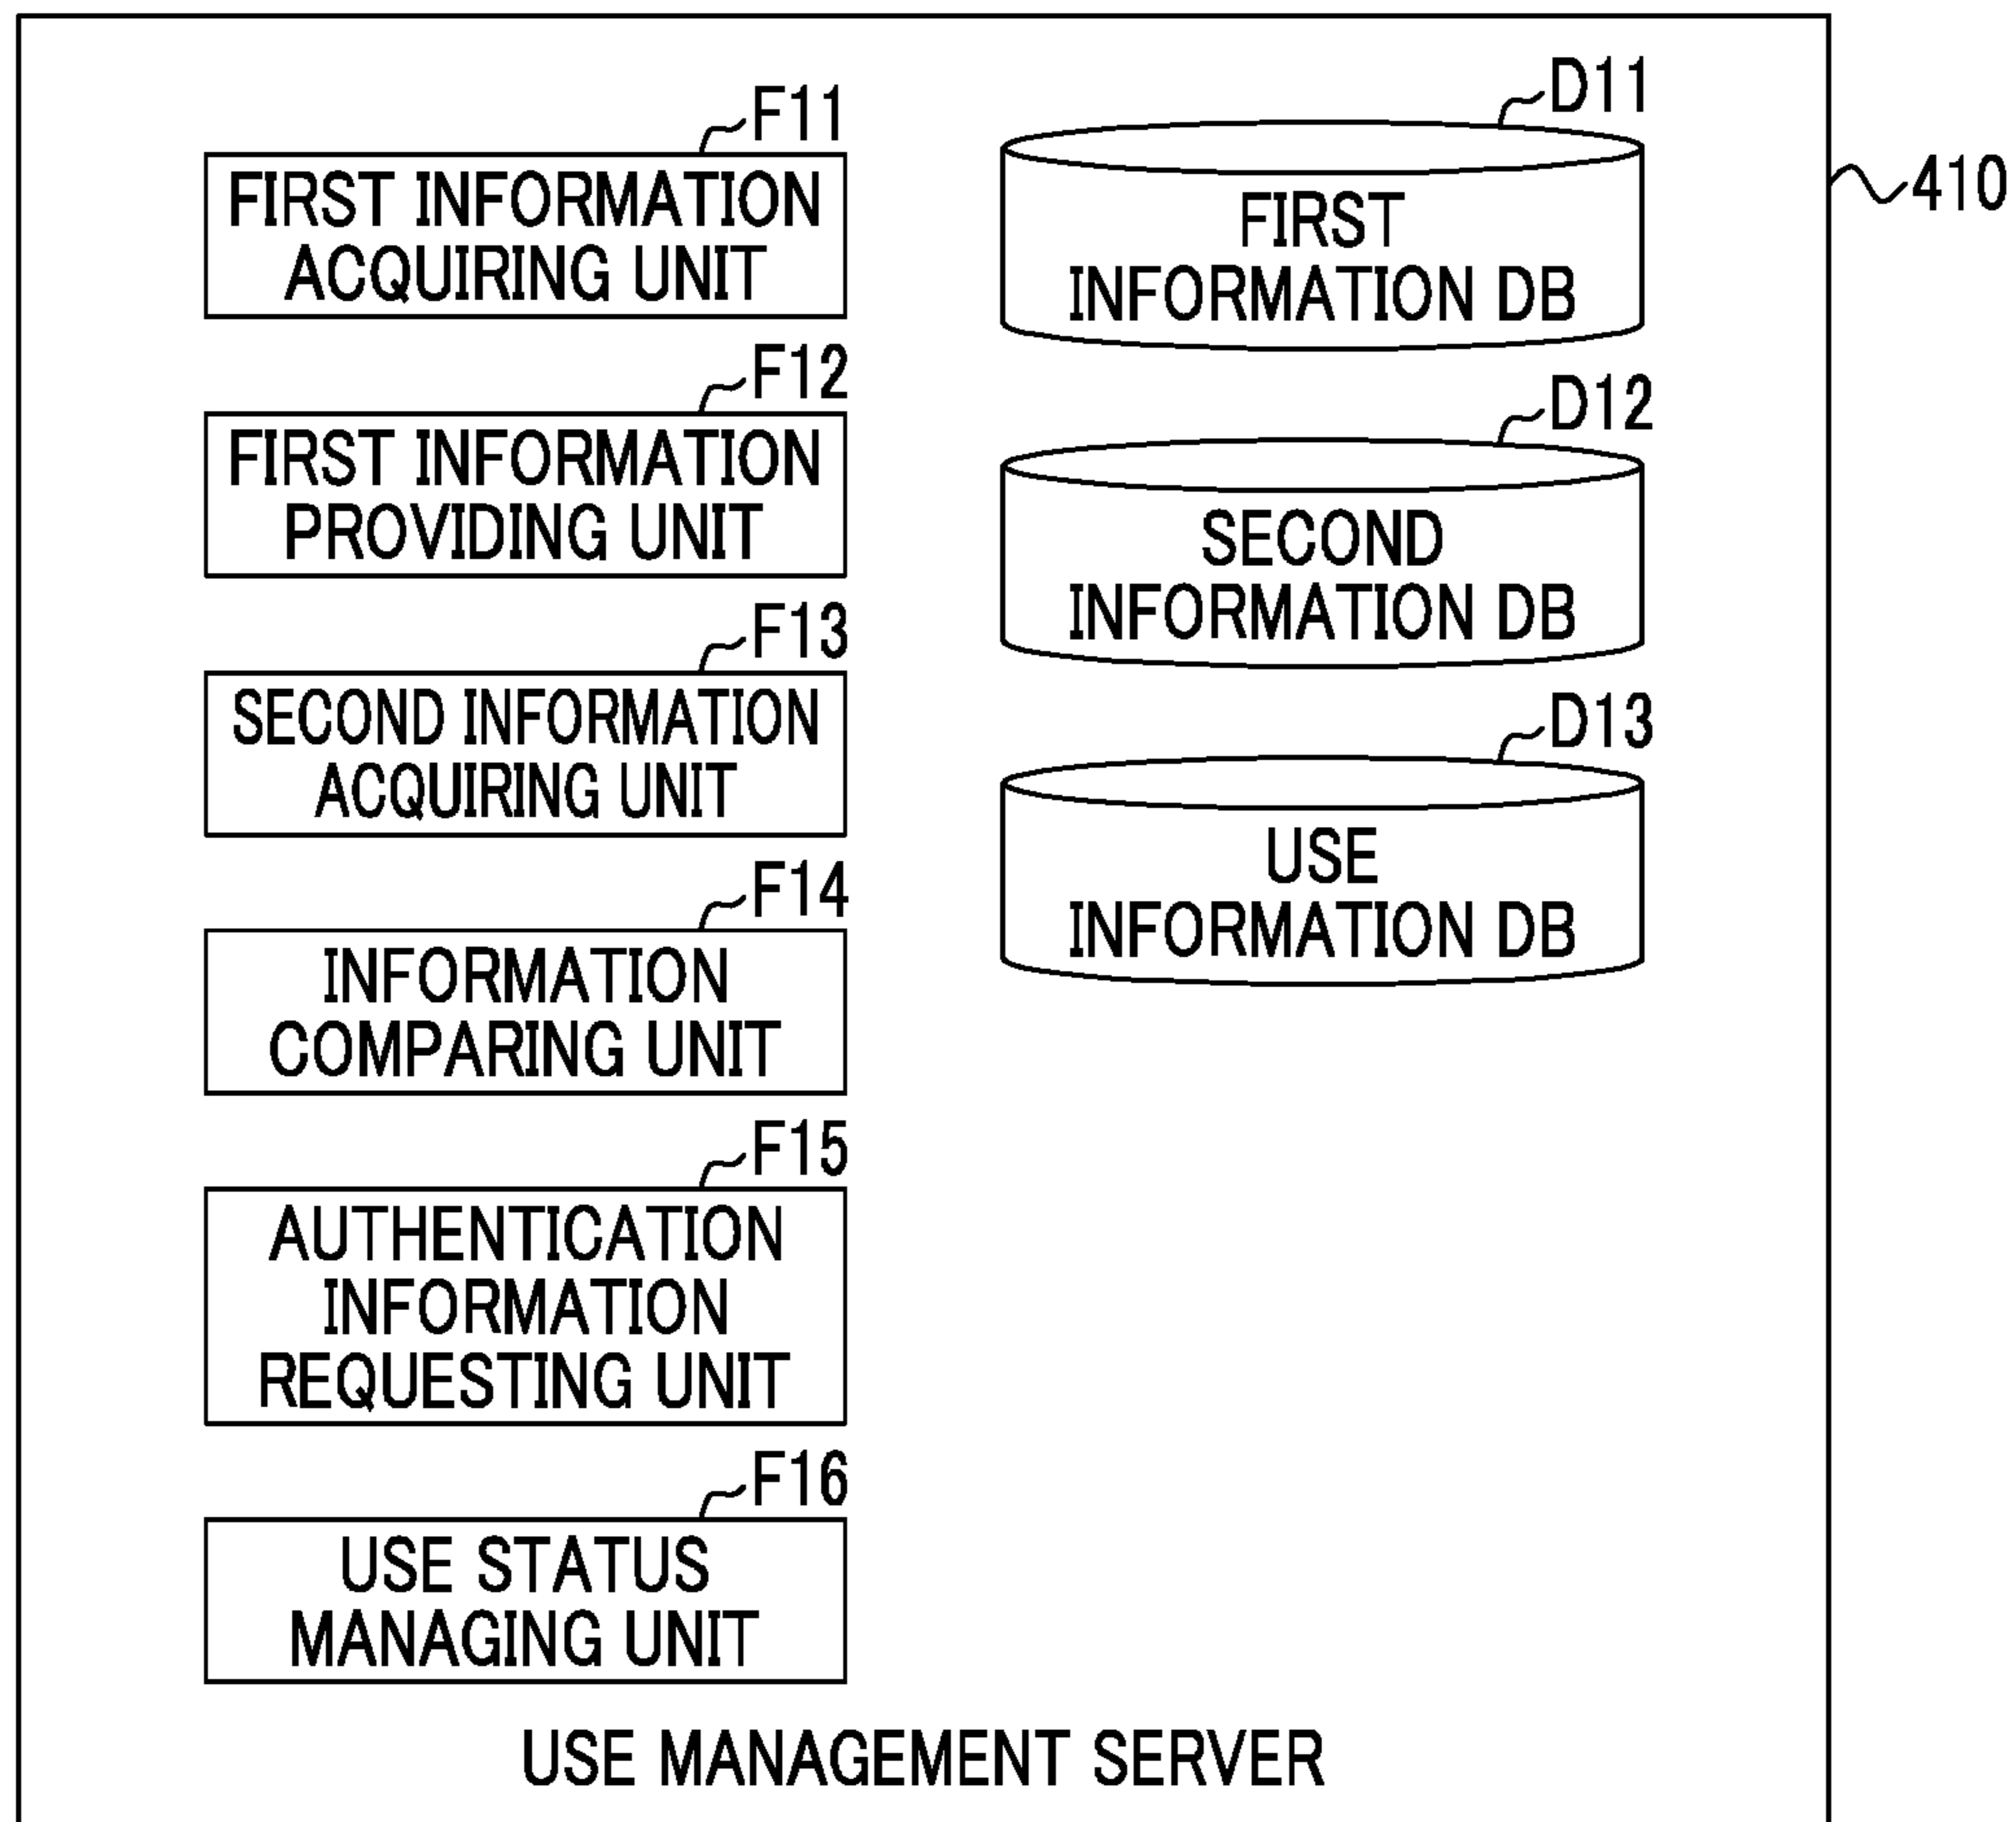 F11
FIRST INFORMATION
ACQUIRING UNIT
F12
FIRST INFORMATION
PROVIDING UNIT
F13
SECOND INFORMATION
ACQUIRING UNIT
F14
INFORMATION
COMPARING UNIT
F15
AUTHENTICATION
INFORMATION
REQUESTING UNIT
F16
USE STATUS
MANAGING UNIT
D11
FIRST
INFORMATION DB
D12
SECOND
INFORMATION DB
D13
USE
INFORMATION DB
410
USE MANAGEMENT SERVER